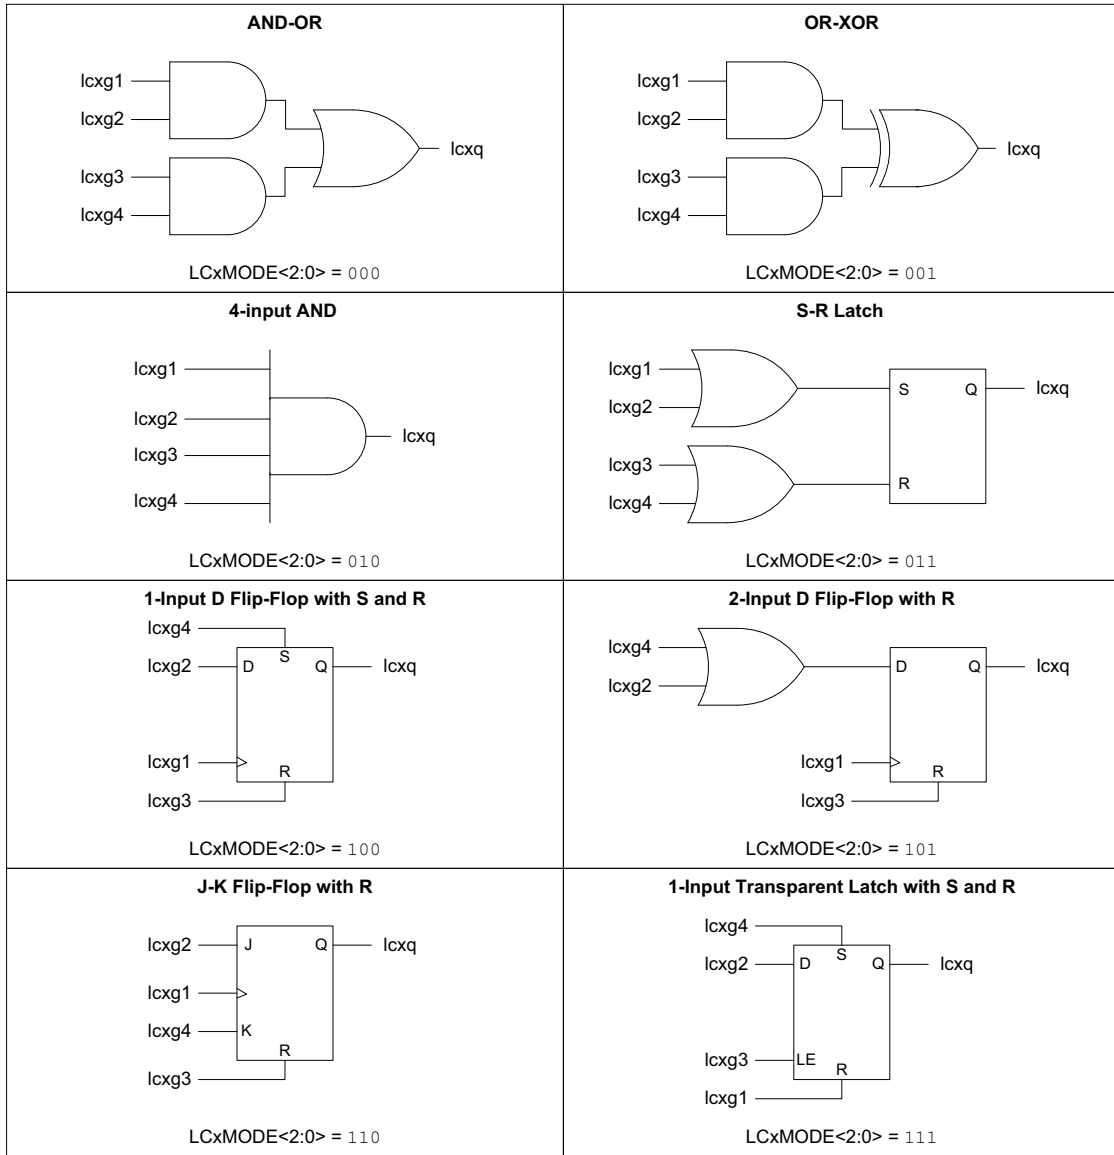 AND-OR
lcxg1
lcxg2
lcxg3
lcxg4
lcxq
LCxMODE<2:0> = 000
OR-XOR
lcxg1
lcxg2
lcxg3
lcxg4
lcxq
LCxMODE<2:0> = 001
4-input AND
lcxg1
lcxg2
lcxg3
lcxg4
lcxq
LCxMODE<2:0> = 010
S-R Latch
lcxg1
lcxg2
lcxg3
lcxg4
S
Q
lcxq
R
LCxMODE<2:0> = 011
1-Input D Flip-Flop with S and R
lcxg4
S
lcxg2
D
Q
lcxq
lcxg1
R
lcxg3
LCxMODE<2:0> = 100
2-Input D Flip-Flop with R
lcxg4
lcxg2
D
Q
lcxq
lcxg1
R
lcxg3
LCxMODE<2:0> = 101
J-K Flip-Flop with R
lcxg2
J
Q
lcxq
lcxg1
lcxg4
K
R
lcxg3
LCxMODE<2:0> = 110
1-Input Transparent Latch with S and R
lcxg4
S
lcxg2
D
Q
lcxq
lcxg3
LE
R
lcxg1
LCxMODE<2:0> = 111